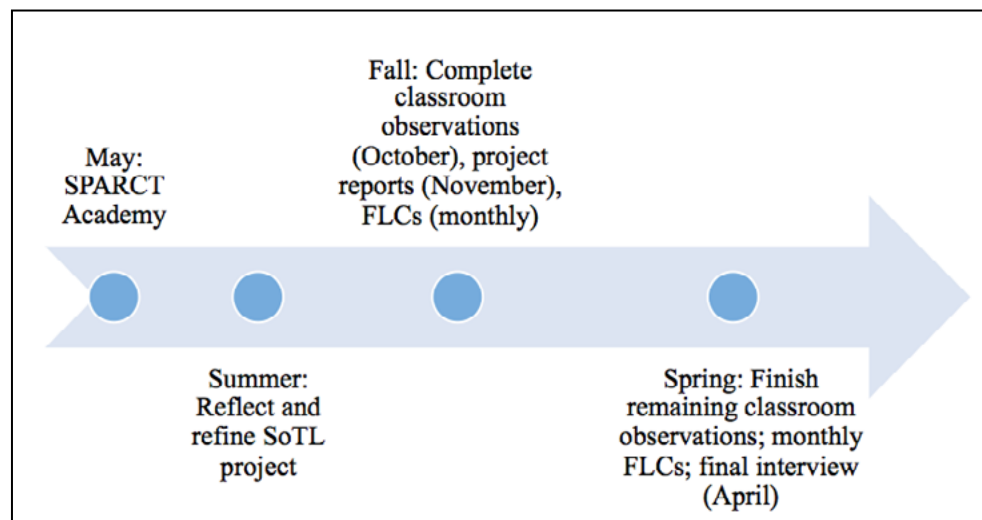 May:
SPARCT
Academy
Summer:
Reflect and
refine SoTL
project
Fall: Complete
classroom
observations
(October), project
reports (November),
FLCs (monthly)
Spring: Finish
remaining classroom
observations; monthly
FLCs; final interview
(April)